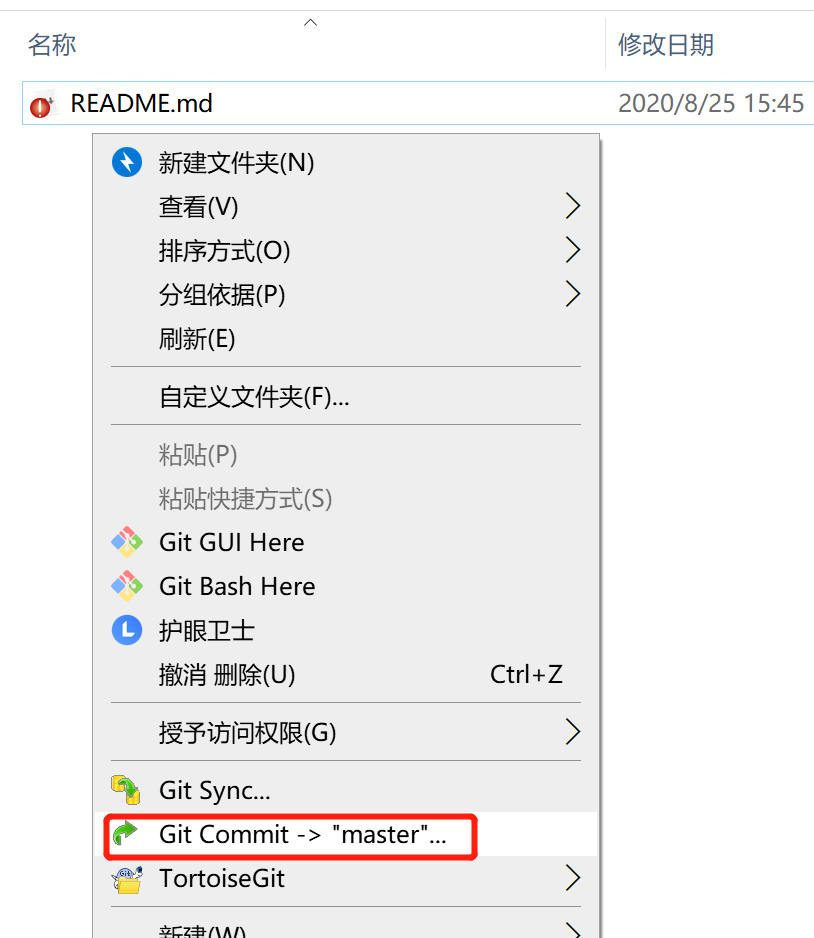 名称 修改日期
README.md 2020/8/25 15:45
新建文件夹(N)
查看(V)
排序方式(O)
分组依据(P)
刷新(E)
自定义文件夹(F)...
粘贴(P)
粘贴快捷方式(S)
Git GUI Here
Git Bash Here
护眼卫士
撤消 删除(U) Ctrl+Z
授予访问权限(G)
Git Sync...
Git Commit -> "master"...
TortoiseGit
新建(W)